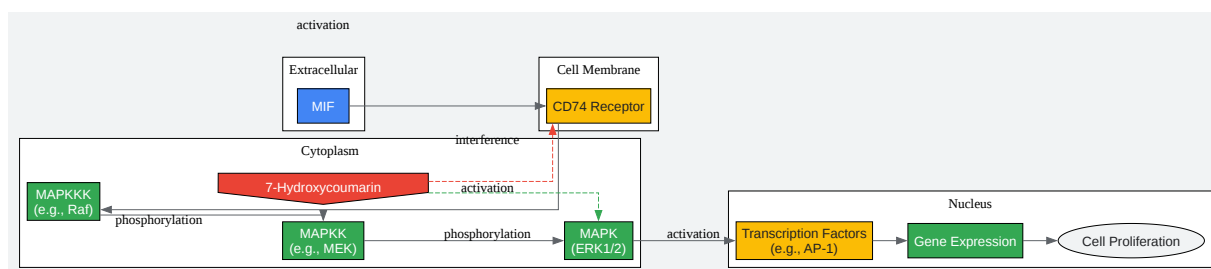 activation
Extracellular
Cell Membrane
MIF
CD74 Receptor
interference
Cytoplasm
7-Hydroxycoumarin
activation
MAPKKK
(e.g., Raf)
phosphorylation
MAPKK
(e.g., MEK)
phosphorylation
MAPK
(ERK1/2)
activation
Nucleus
Transcription Factors
(e.g., AP-1)
Gene Expression
Cell Proliferation